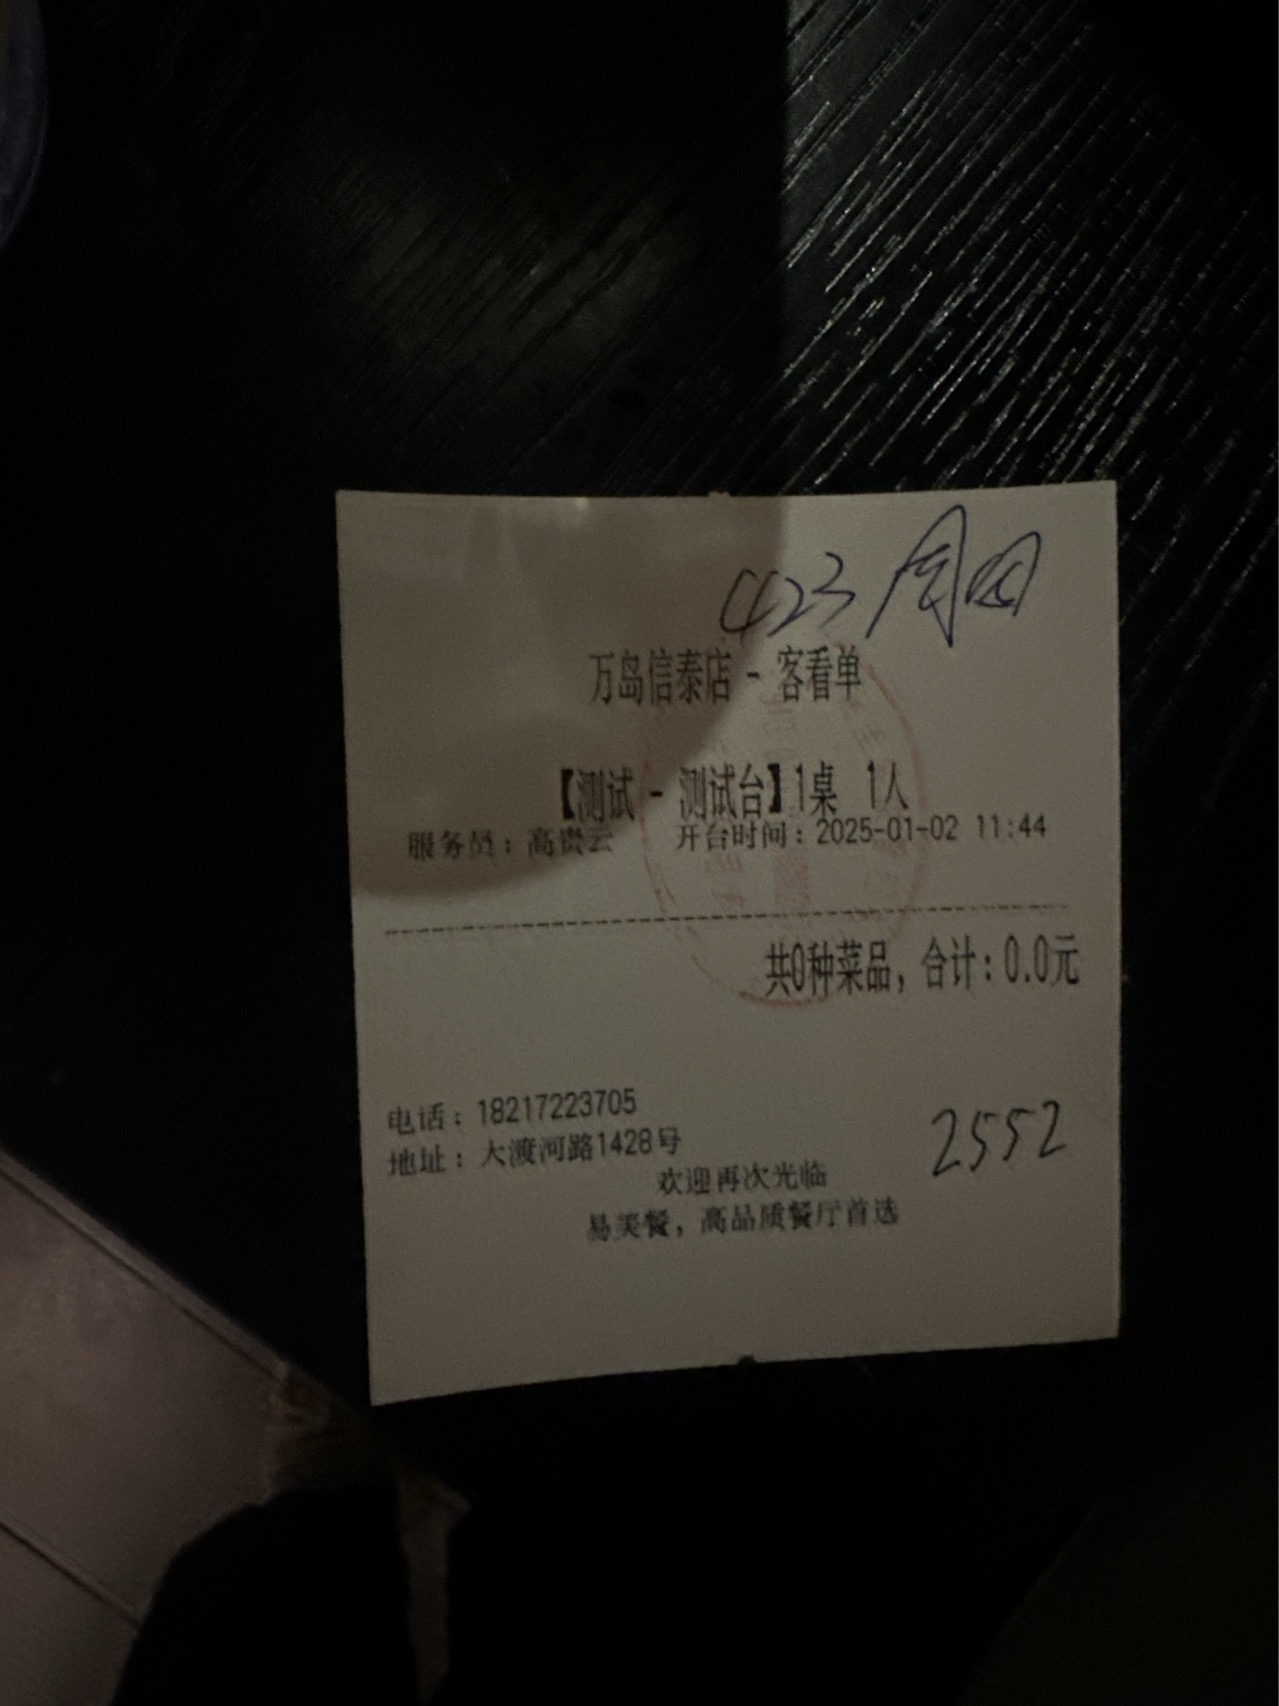 423 周四
万岛信泰店 - 客看单
【测试 - 测试台】1桌 1人
服务员：高贵云 开台时间：2025-01-02 11:44
共0种菜品，合计：0.0元
电话：18217223705
地址：大渡河路1428号
2552
欢迎再次光临
易美餐，高品质餐厅首选